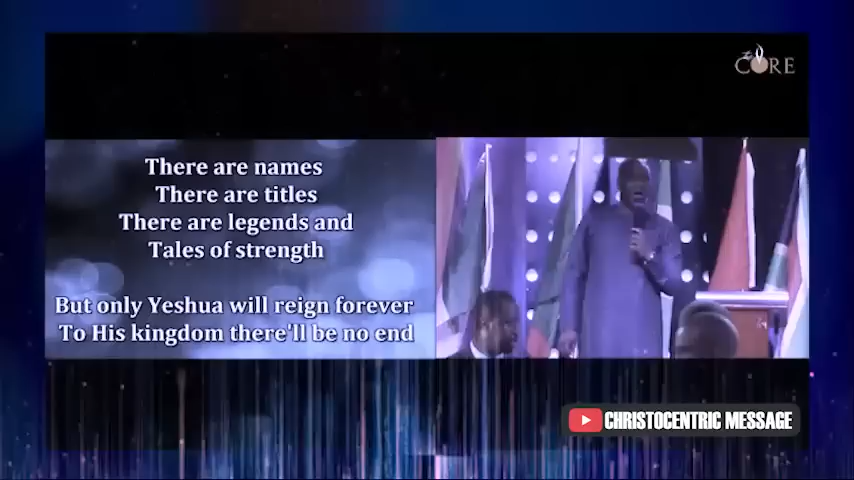 CORE
There are names
There are titles
There are legends and
Tales of strength
But only Yeshua will reign forever
To His kingdom there'll be no end
CHRISTOCENTRIC MESSAGE